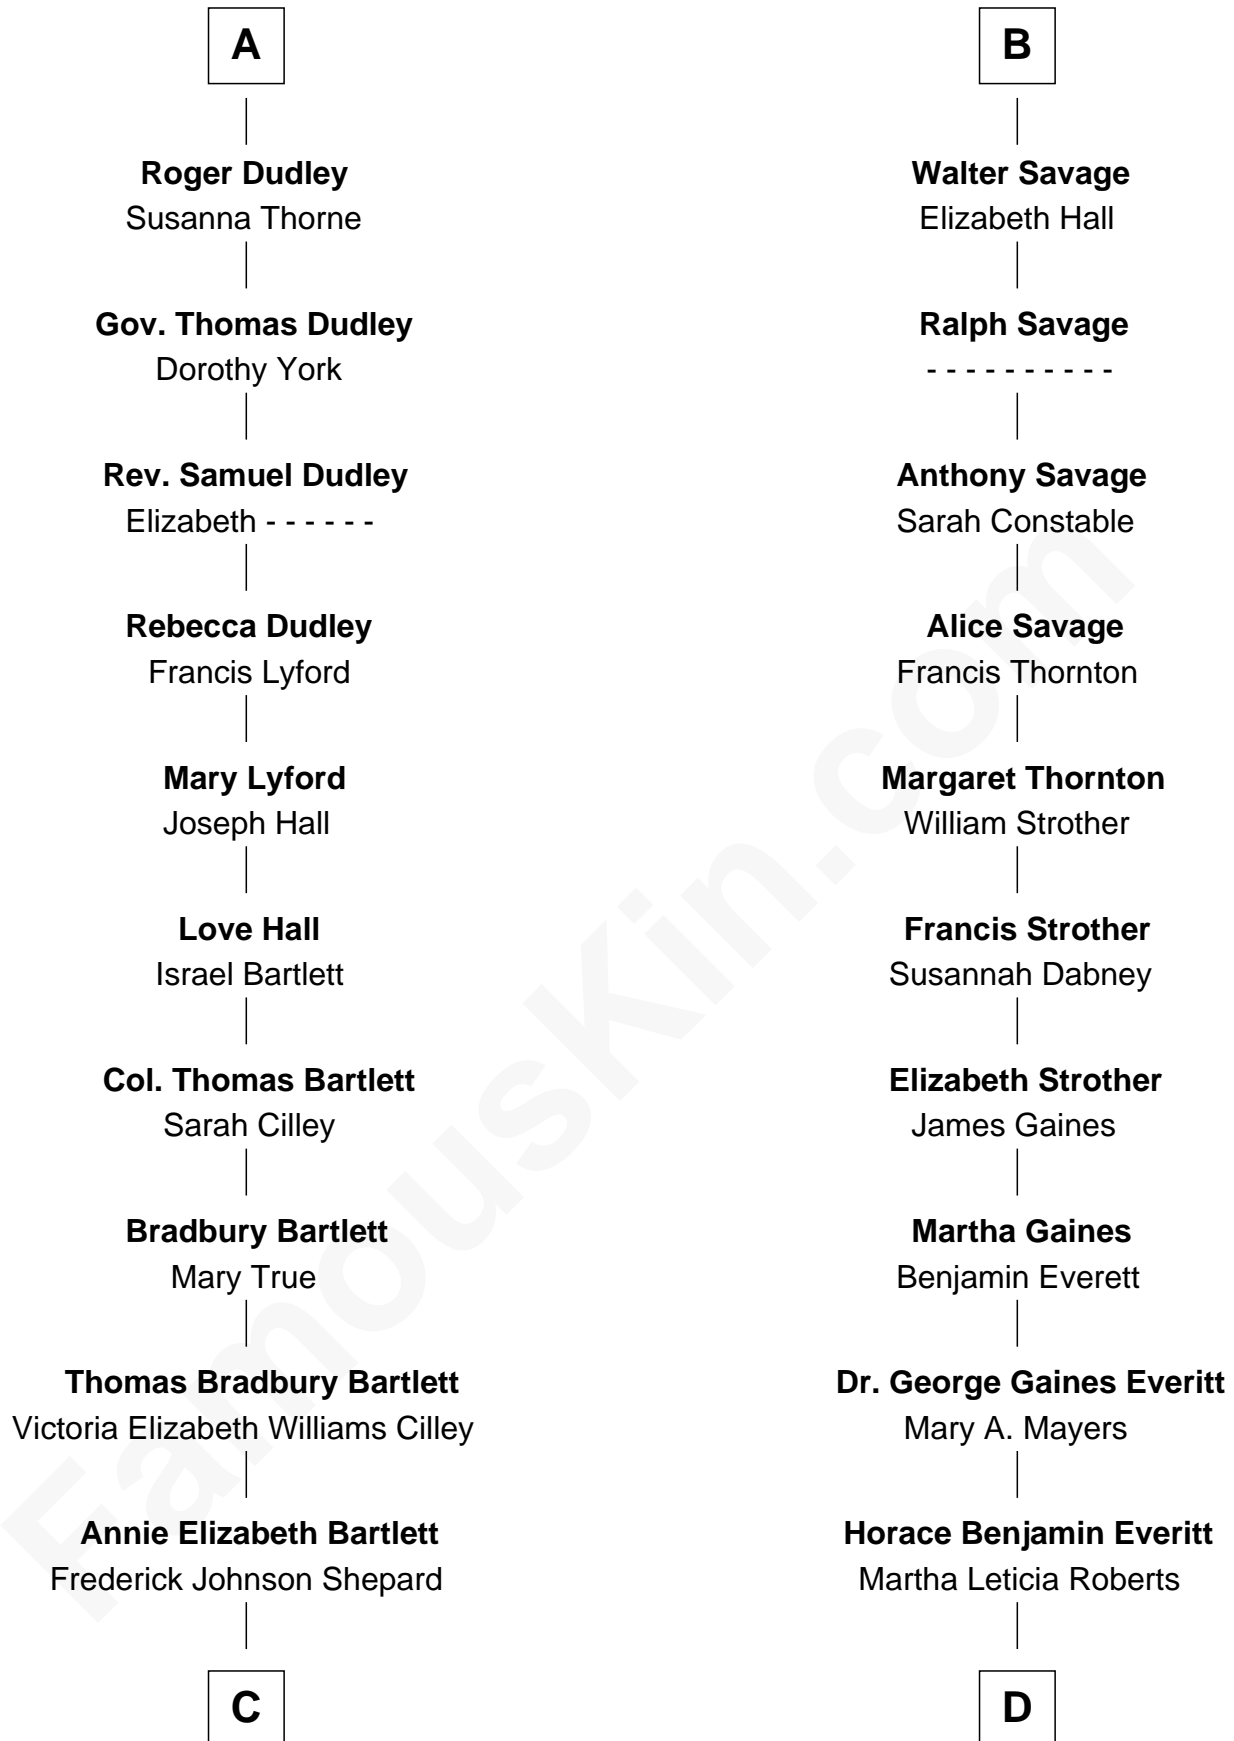 A
Roger Dudley
Susanna Thorne
Gov. Thomas Dudley
Dorothy York
Rev. Samuel Dudley
Elizabeth - - - - - -
Rebecca Dudley
Francis Lyford
Mary Lyford
Joseph Hall
Love Hall
Israel Bartlett
Col. Thomas Bartlett
Sarah Cilley
Bradbury Bartlett
Mary True
Thomas Bradbury Bartlett
Victoria Elizabeth Williams Cilley
Annie Elizabeth Bartlett
Frederick Johnson Shepard
C
B
Walter Savage
Elizabeth Hall
Ralph Savage
- - - - - - - - - -
Anthony Savage
Sarah Constable
Alice Savage
Francis Thornton
Margaret Thornton
William Strother
Francis Strother
Susannah Dabney
Elizabeth Strother
James Gaines
Martha Gaines
Benjamin Everett
Dr. George Gaines Everitt
Mary A. Mayers
Horace Benjamin Everitt
Martha Leticia Roberts
D
FamousKin.com